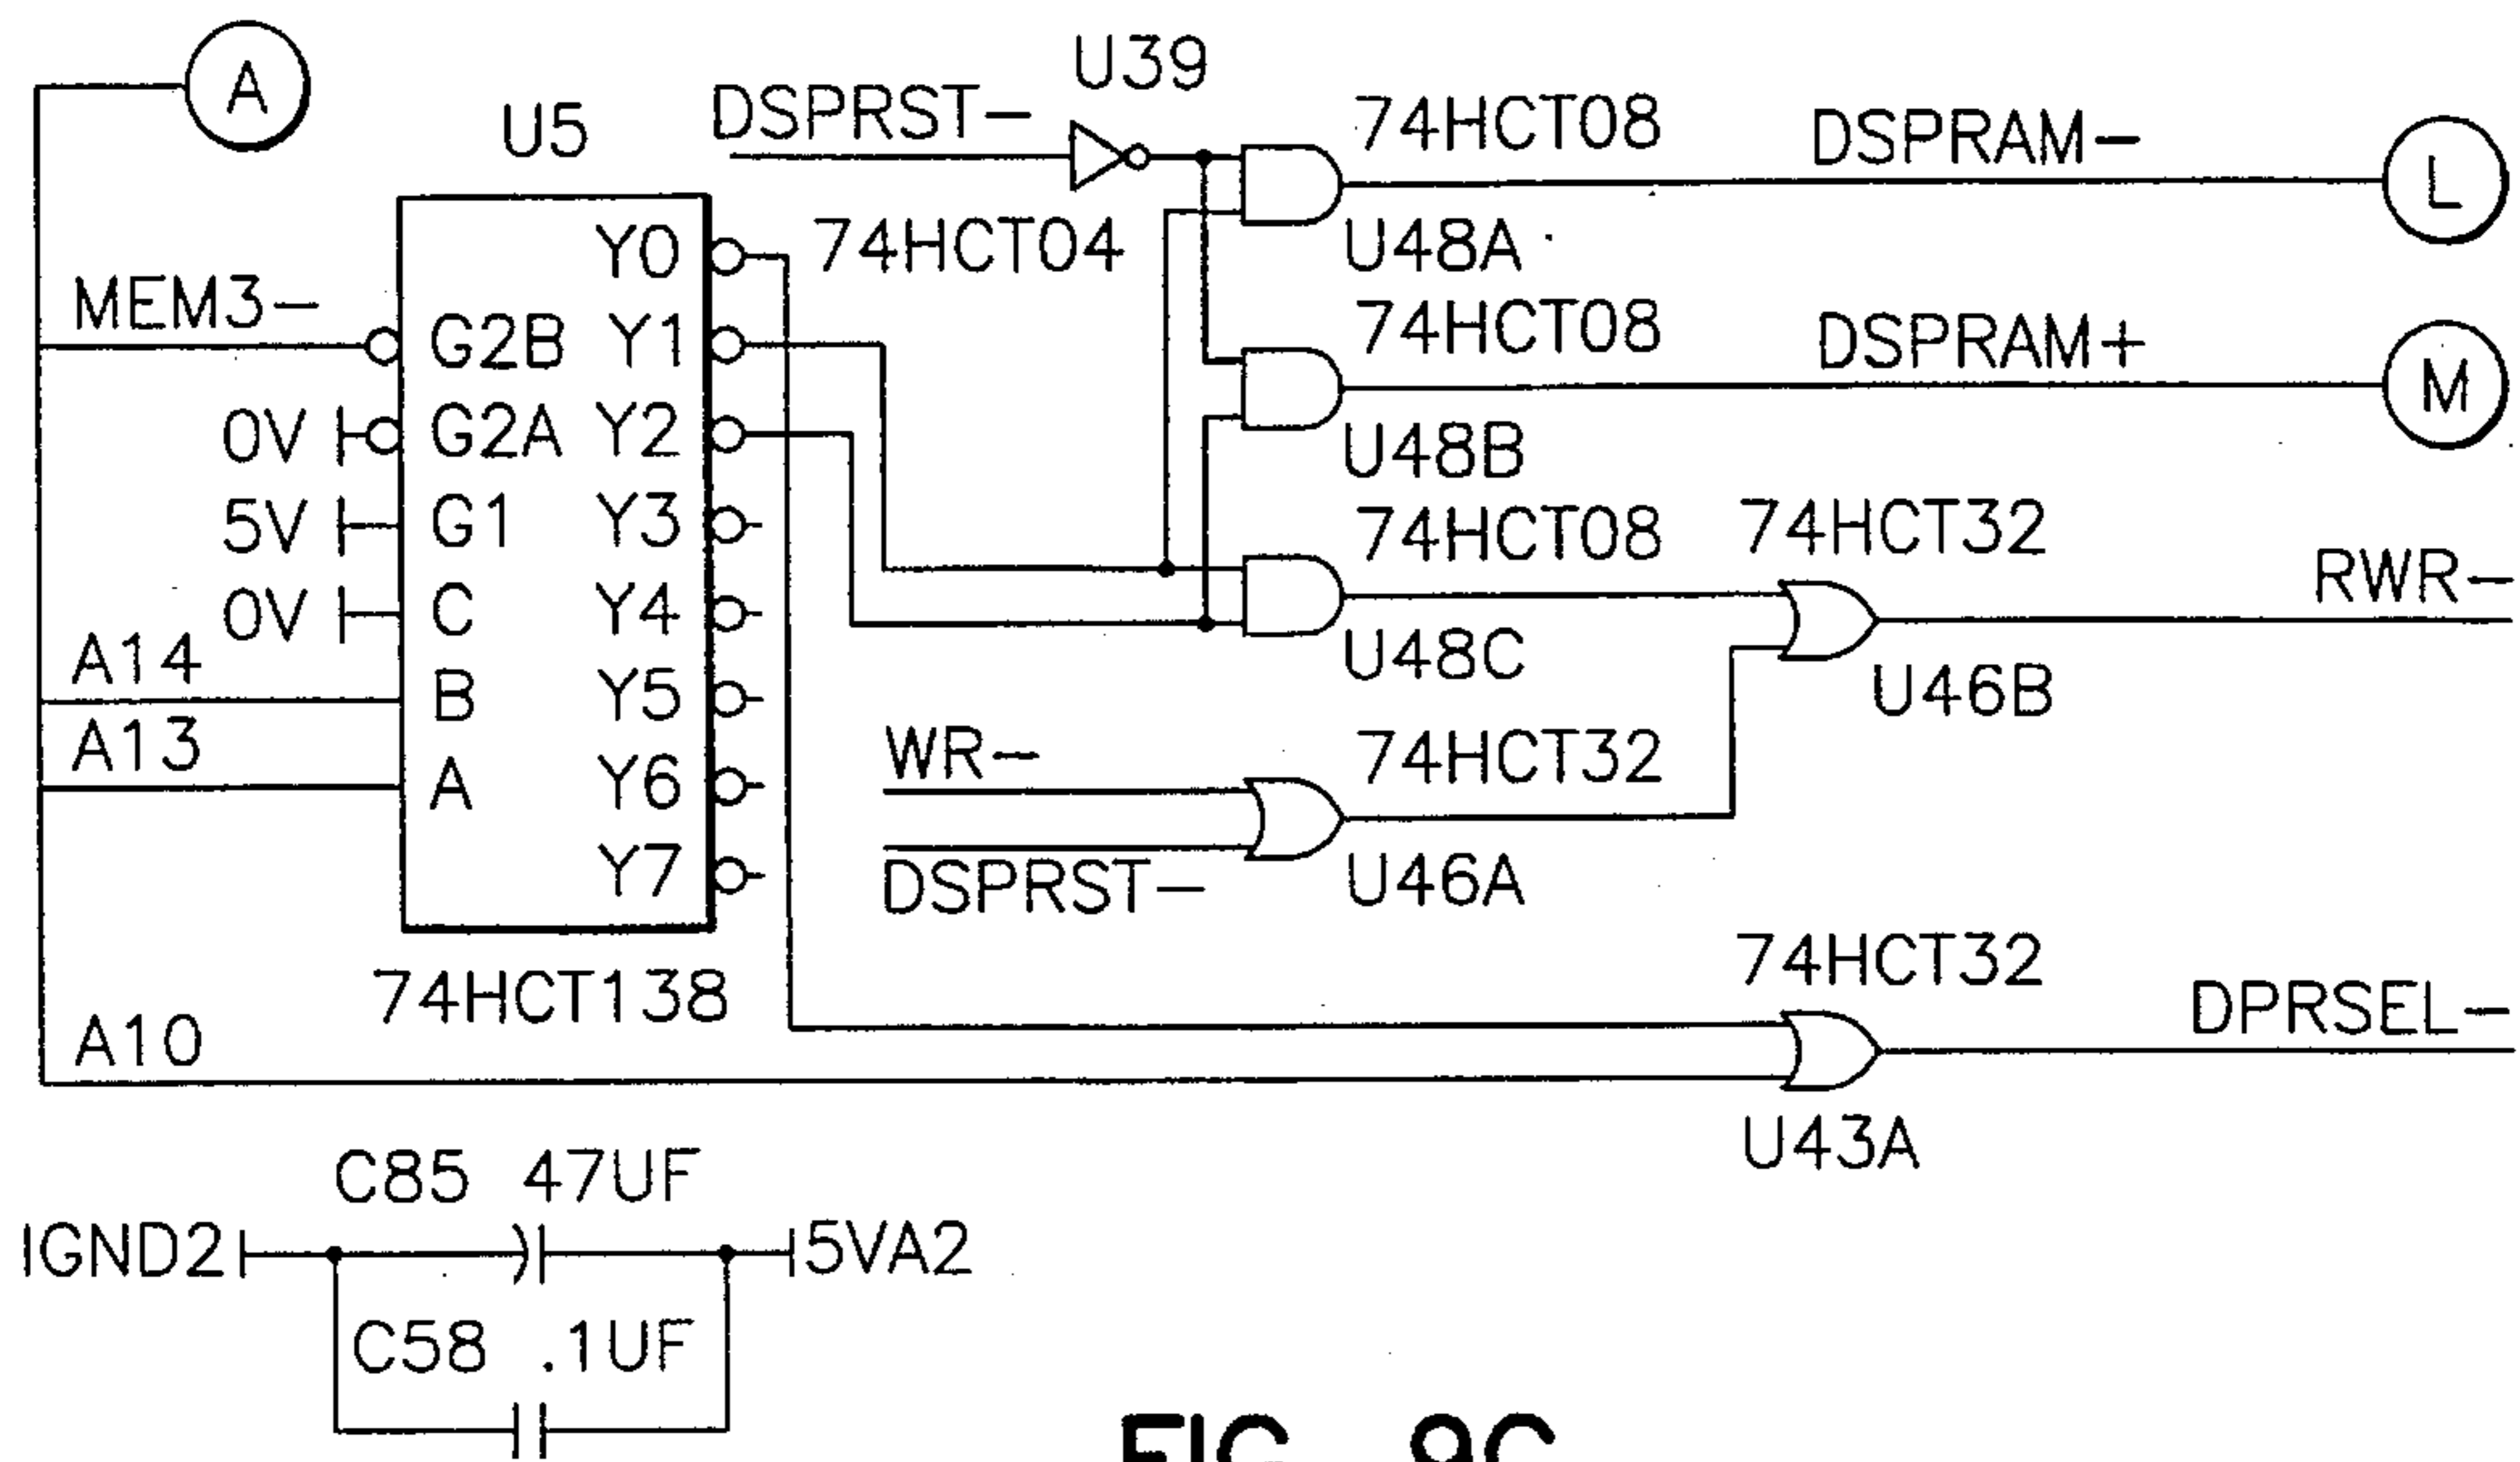 A
U39
DSPRST-
74HCT08
DSPRAM-
L
U5
74HCT04
U48A
MEM3-
G2B
G2A
G1
C
B
A
Y0
Y1
Y2
Y3
Y4
Y5
Y6
Y7
0V
5V
0V
A14
A13
74HCT138
74HCT08
DSPRAM+
M
U48B
74HCT08
U48C
74HCT32
RWR-
U46B
WR-
DSPRST-
74HCT32
U46A
74HCT32
DPRSEL-
A10
U43A
C85 47UF
IGND2
5VA2
C58 .1UF
FIG. 9C